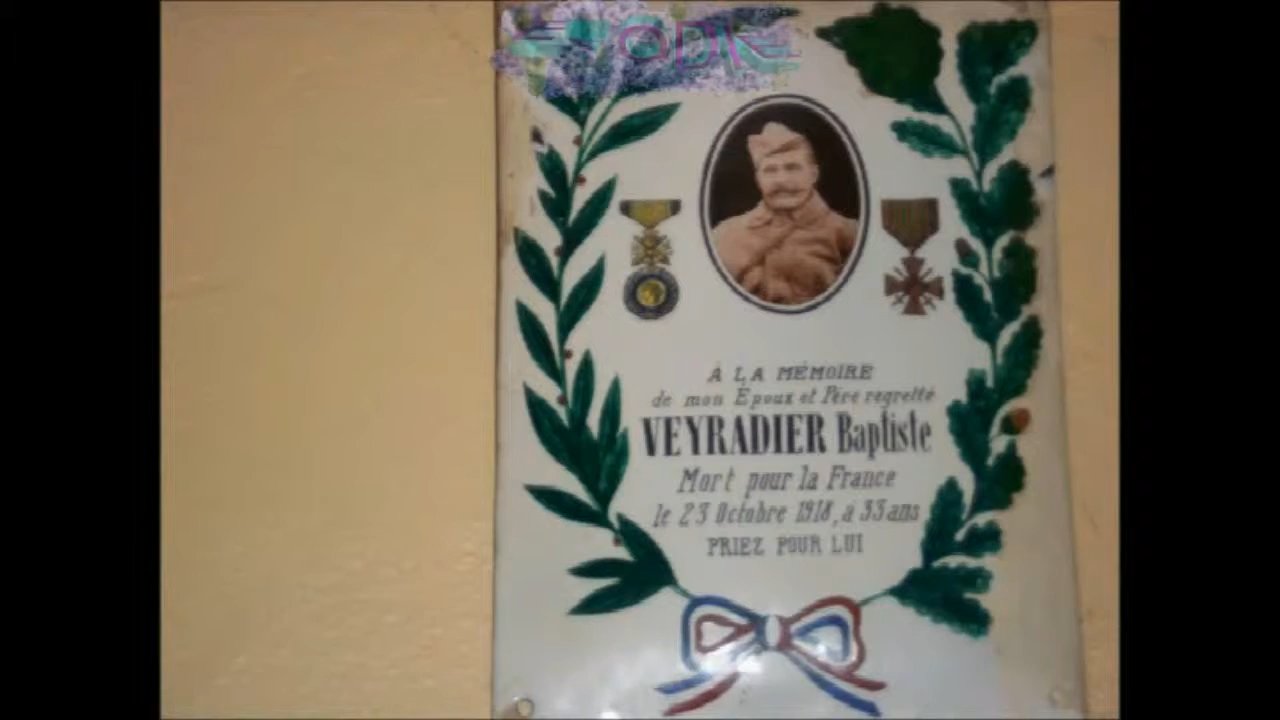 À LA MÉMOIRE
de mon Époux et Père regretté
VEYRADIER Baptiste
Mort pour la France
le 23 Octobre 1918, à 33 ans
PRIEZ POUR LUI